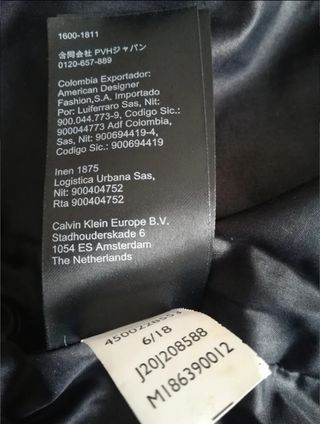 1600-1811
合同会社 PVHジャパン
0120-657-889
Colombia Exportador:
American Designer
Fashion,S.A. Importado
Por: Luiferraro Sas, Nit:
900.044.773-9, Codigo Sic.:
900044773 Adf Colombia,
Sas, Nit: 900694419-4,
Codigo Sic.: 900694419
Inen 1875
Logistica Urbana Sas,
Nit: 900404752
Rta 900404752
Calvin Klein Europe B.V.
Stadhouderskade 6
1054 ES Amsterdam
The Netherlands
4500228553
6/18
J20J208588
M186390012